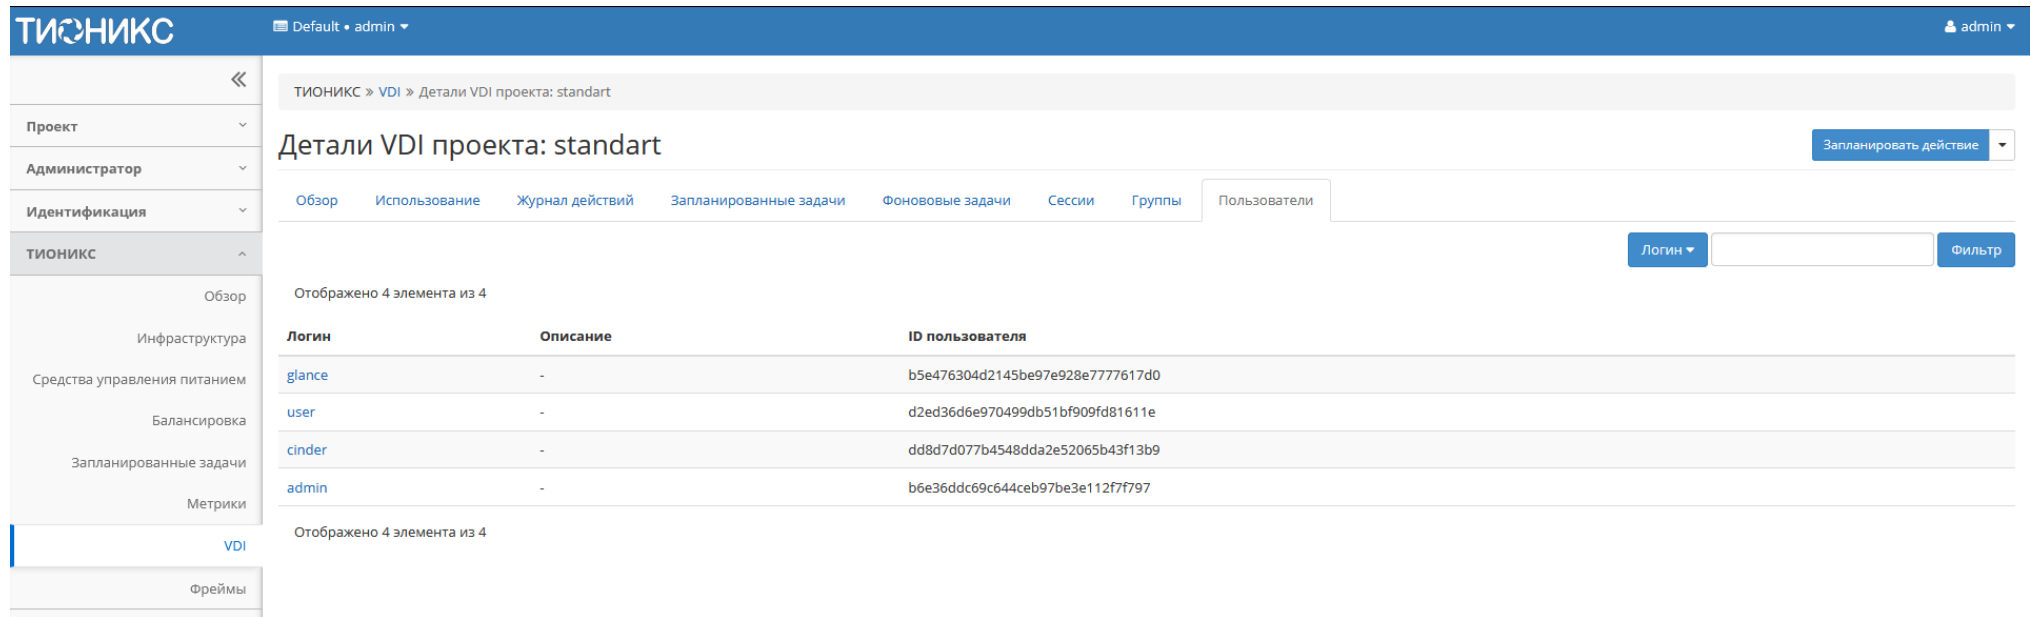 ТИОНИКС
Default • admin
admin
ТИОНИКС » VDI » Детали VDI проекта: standart
Проект
Администратор
Идентификация
ТИОНИКС
Обзор
Инфраструктура
Средства управления питанием
Балансировка
Запланированные задачи
Метрики
VDI
Фреймы
Детали VDI проекта: standart
Запланировать действие
Обзор Использование Журнал действий Запланированные задачи Фонововые задачи Сессии Группы Пользователи
Логин Фильтр
Отображено 4 элемента из 4
Логин Описание ID пользователя
glance - b5e476304d2145be97e928e7777617d0
user - d2ed36d6e970499db51bf909fd81611e
cinder - dd8d7d077b4548dda2e52065b43f13b9
admin - b6e36ddc69c644ceb97be3e112f7f797
Отображено 4 элемента из 4